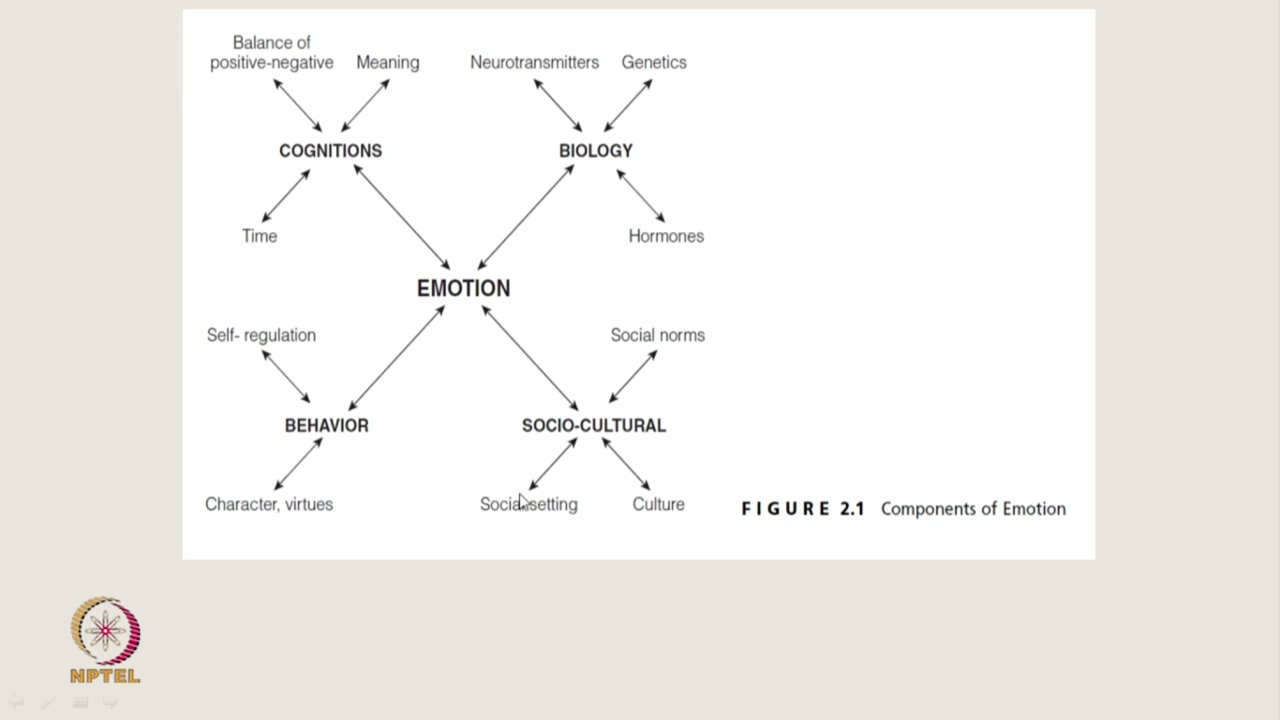 Balance of
positive-negative
Meaning
Neurotransmitters
Genetics
COGNITIONS
BIOLOGY
Time
Hormones
EMOTION
Self- regulation
Social norms
BEHAVIOR
SOCIO-CULTURAL
Character, virtues
Social setting
Culture
FIGURE 2.1 Components of Emotion
NPTEL